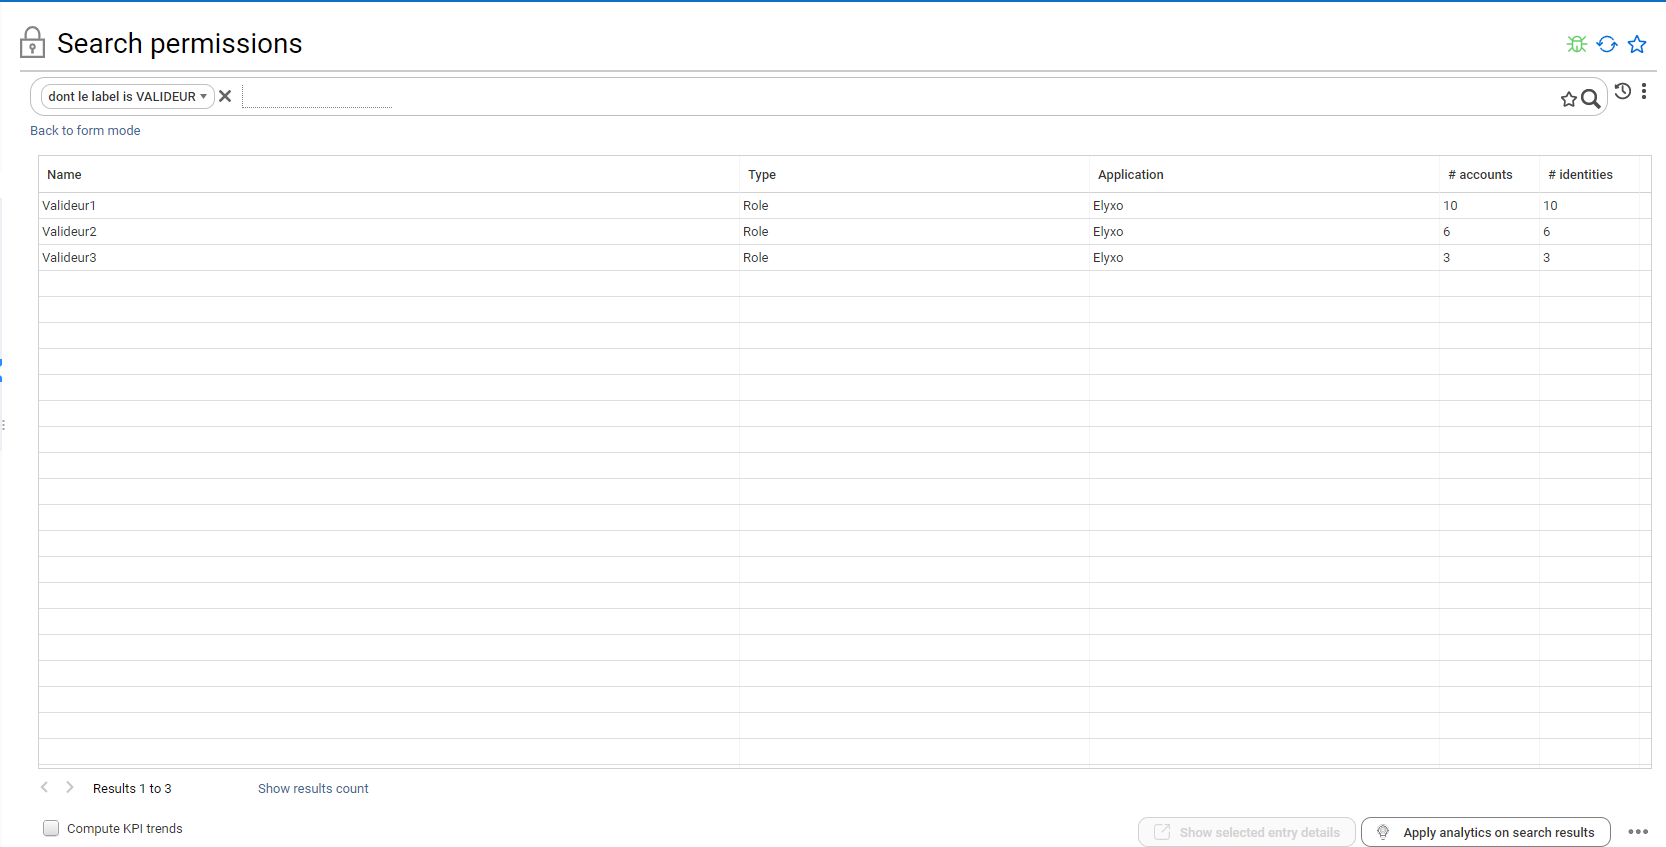 Search permissions
dont le label is VALIDEUR
Back to form mode
Name Type Application # accounts # identities
Valideur1 Role Elyxo 10 10
Valideur2 Role Elyxo 6 6
Valideur3 Role Elyxo 3 3
Results 1 to 3 Show results count
Compute KPI trends
Show selected entry details Apply analytics on search results